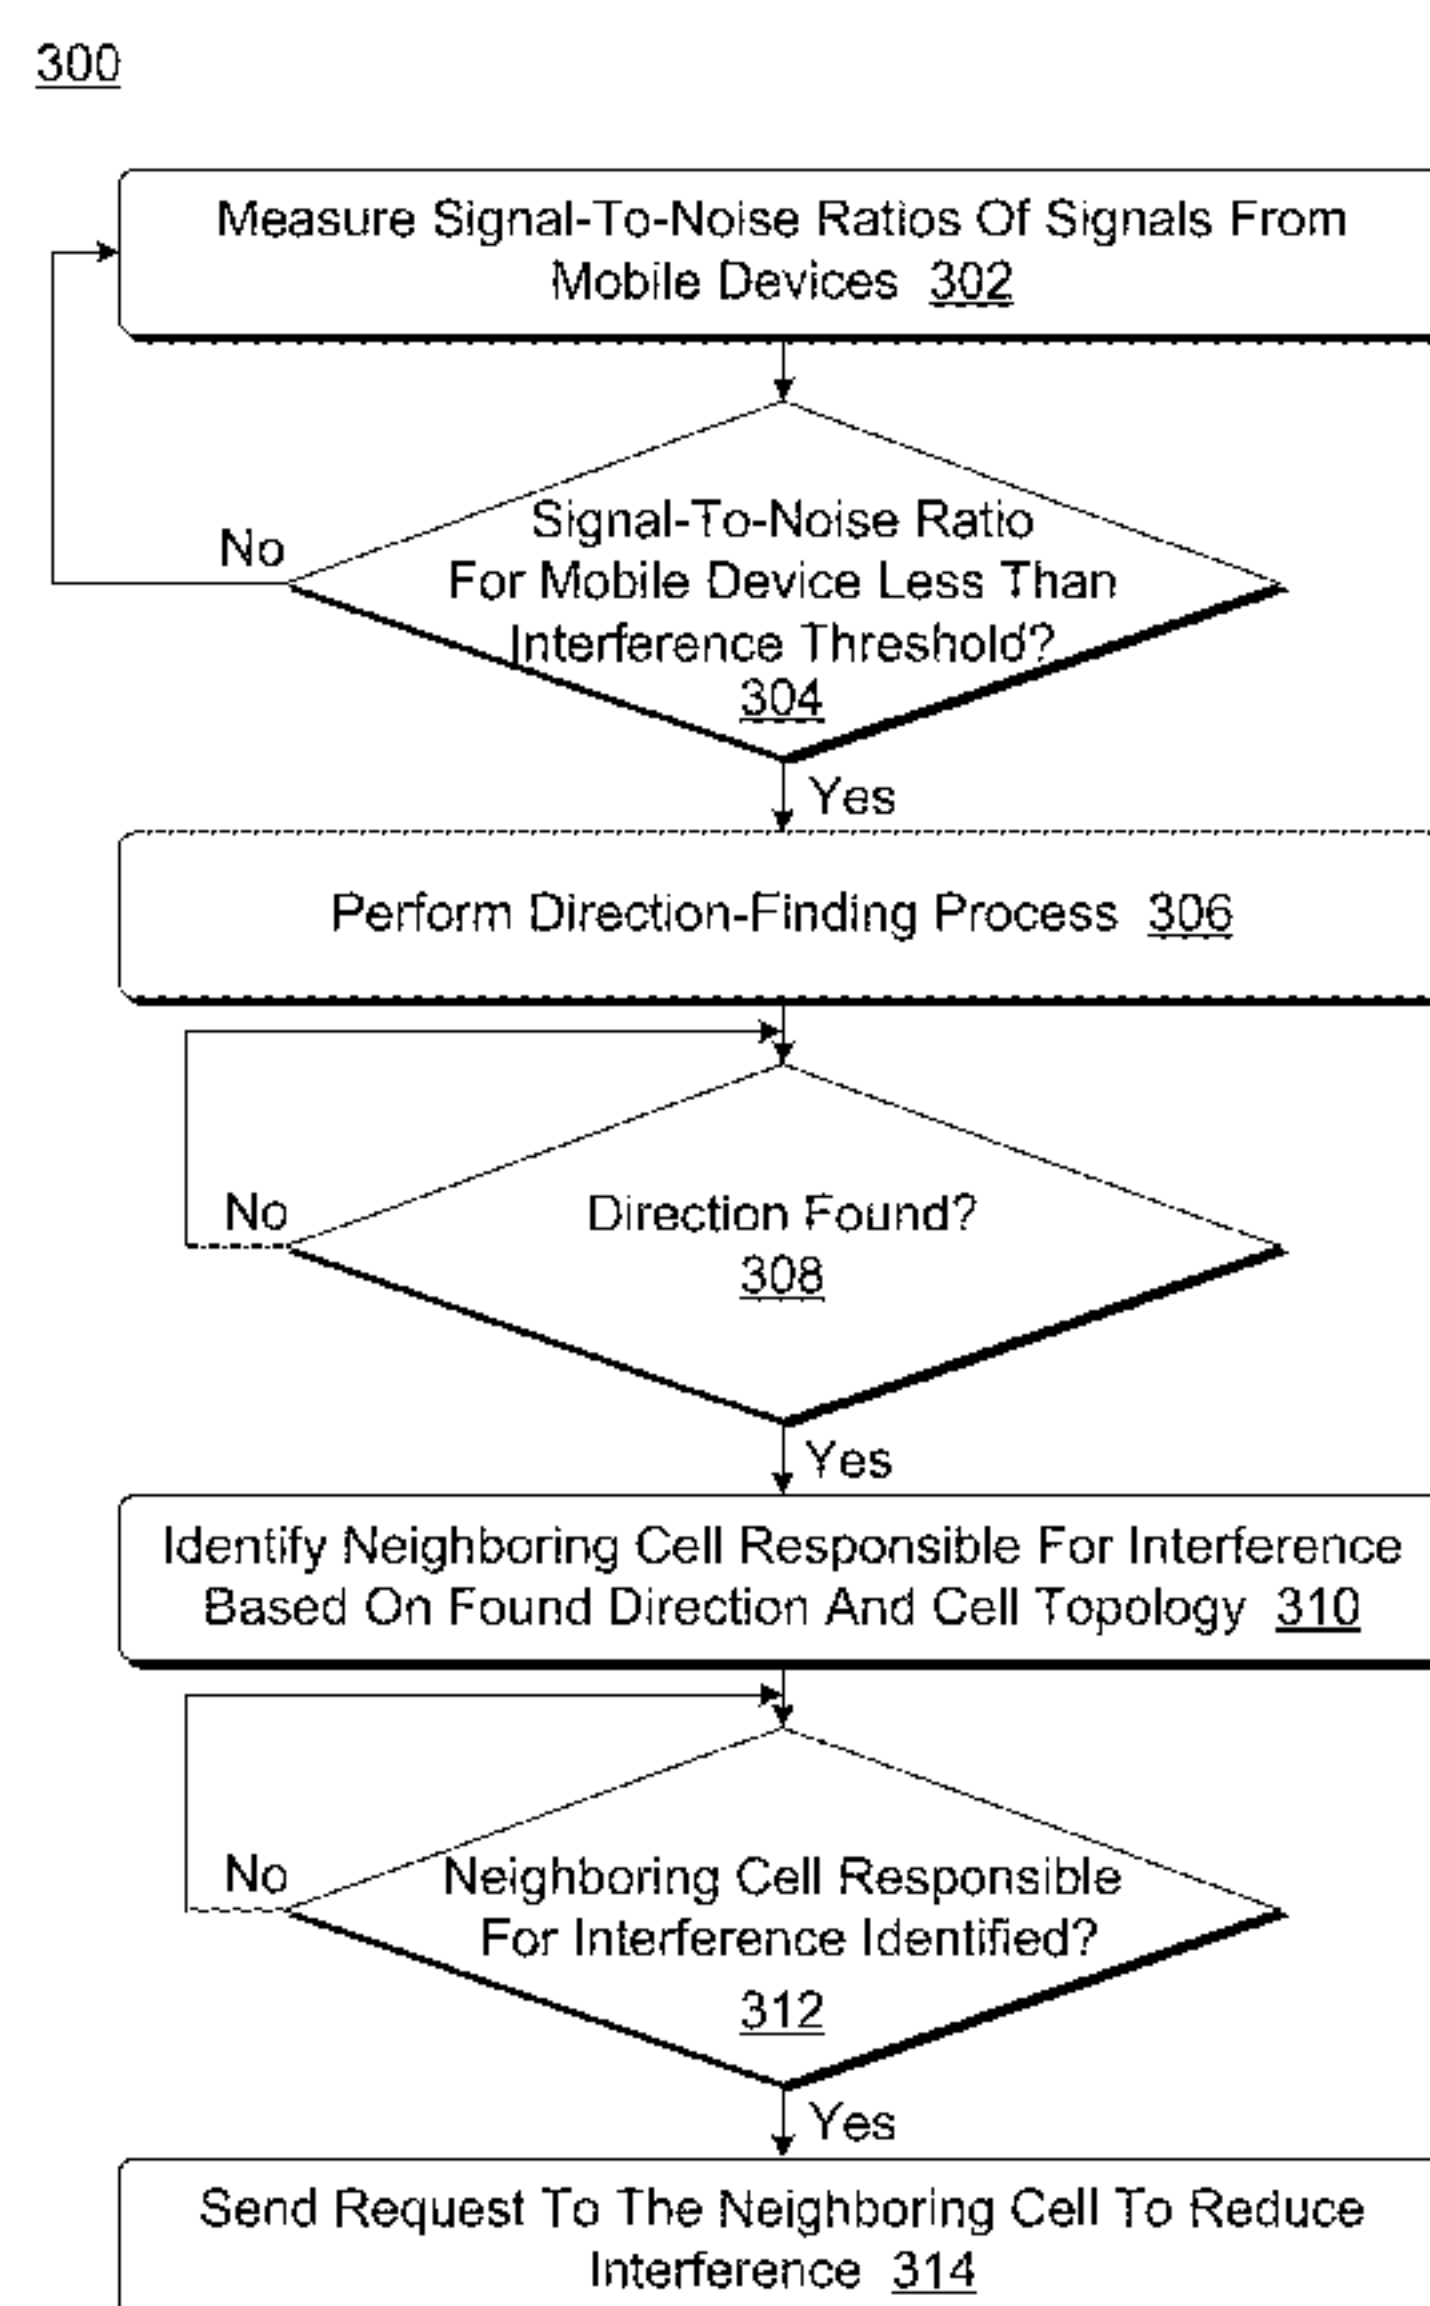 300
Measure Signal-To-Noise Ratios Of Signals From
Mobile Devices 302
Signal-To-Noise Ratio
For Mobile Device Less Than
Interference Threshold?
304
No
Yes
Perform Direction-Finding Process 306
Direction Found?
308
No
Yes
Identify Neighboring Cell Responsible For Interference
Based On Found Direction And Cell Topology 310
Neighboring Cell Responsible
For Interference Identified?
312
No
Yes
Send Request To The Neighboring Cell To Reduce
Interference 314